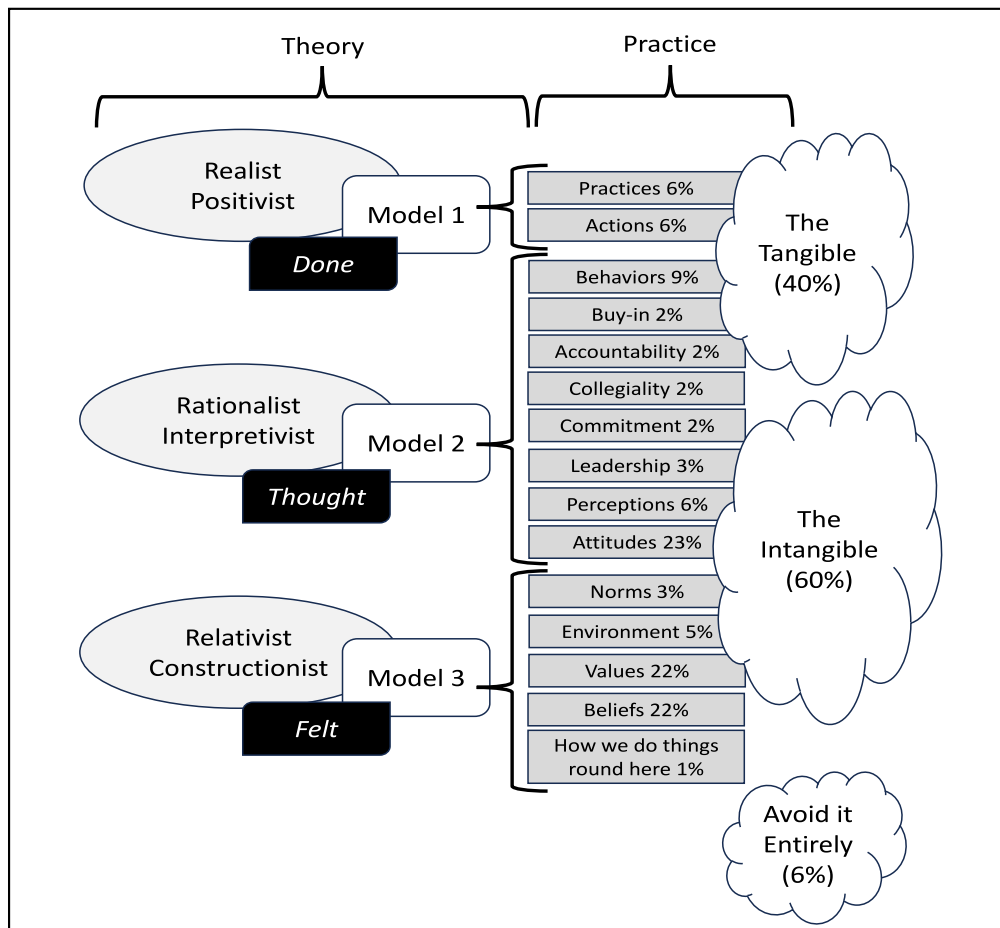 Theory
Practice
Realist
Positivist
Model 1
Done
Practices 6%
Actions 6%
The
Tangible
(40%)
Rationalist
Interpretivist
Model 2
Thought
Behaviors 9%
Buy-in 2%
Accountability 2%
Collegiality 2%
Commitment 2%
Leadership 3%
Perceptions 6%
Attitudes 23%
The
Intangible
(60%)
Relativist
Constructionist
Model 3
Felt
Norms 3%
Environment 5%
Values 22%
Beliefs 22%
How we do things
round here 1%
Avoid it
Entirely
(6%)